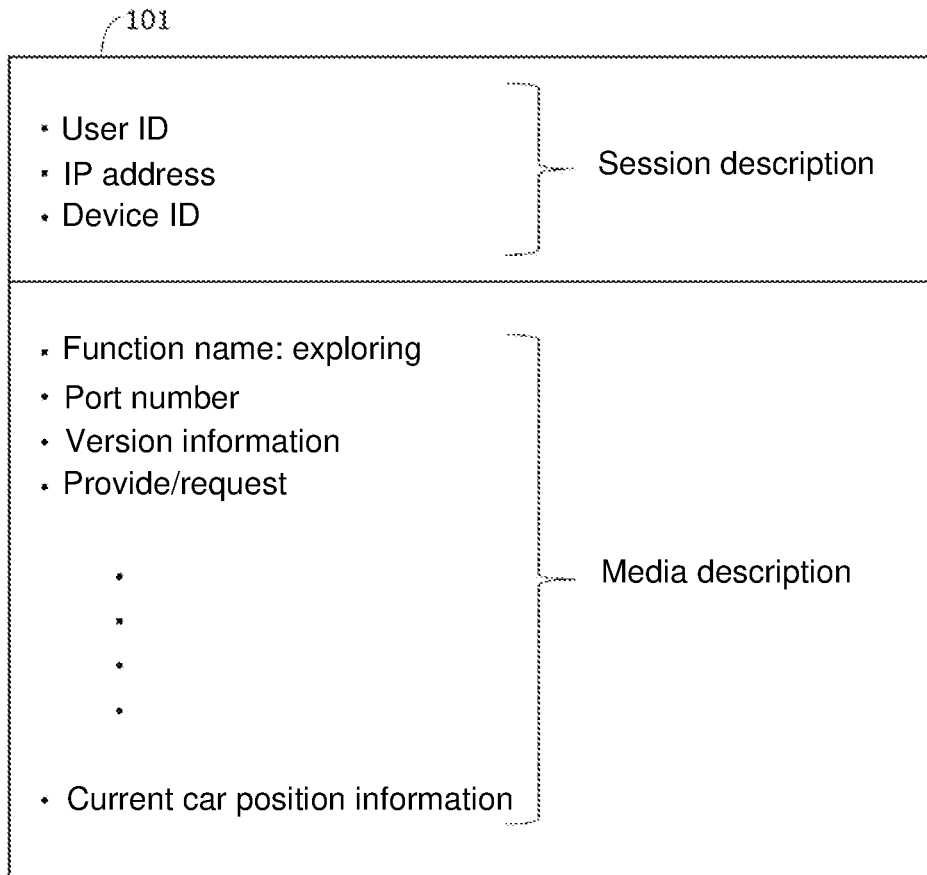 101
· User ID
· IP address
· Device ID
Session description
· Function name: exploring
· Port number
· Version information
· Provide/request
·
·
·
·
Media description
· Current car position information